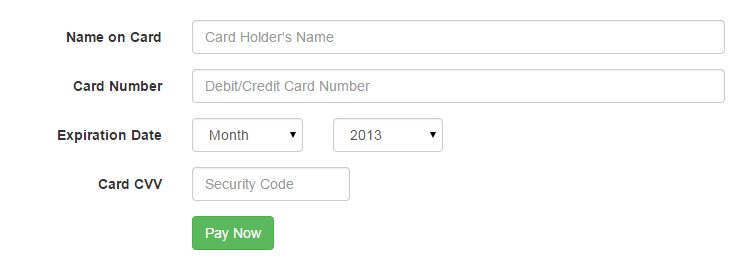 Name on Card Card Holder's Name
Card Number Debit/Credit Card Number
Expiration Date Month 2013
Card CVV Security Code
Pay Now